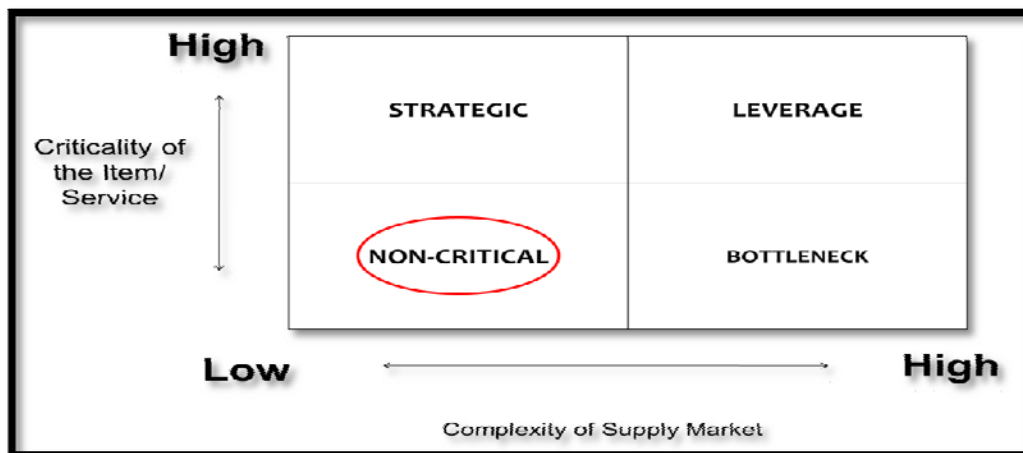 High
STRATEGIC
LEVERAGE
Criticality of
the Item/
Service
NON-CRITICAL
BOTTLENECK
Low
High
Complexity of Supply Market